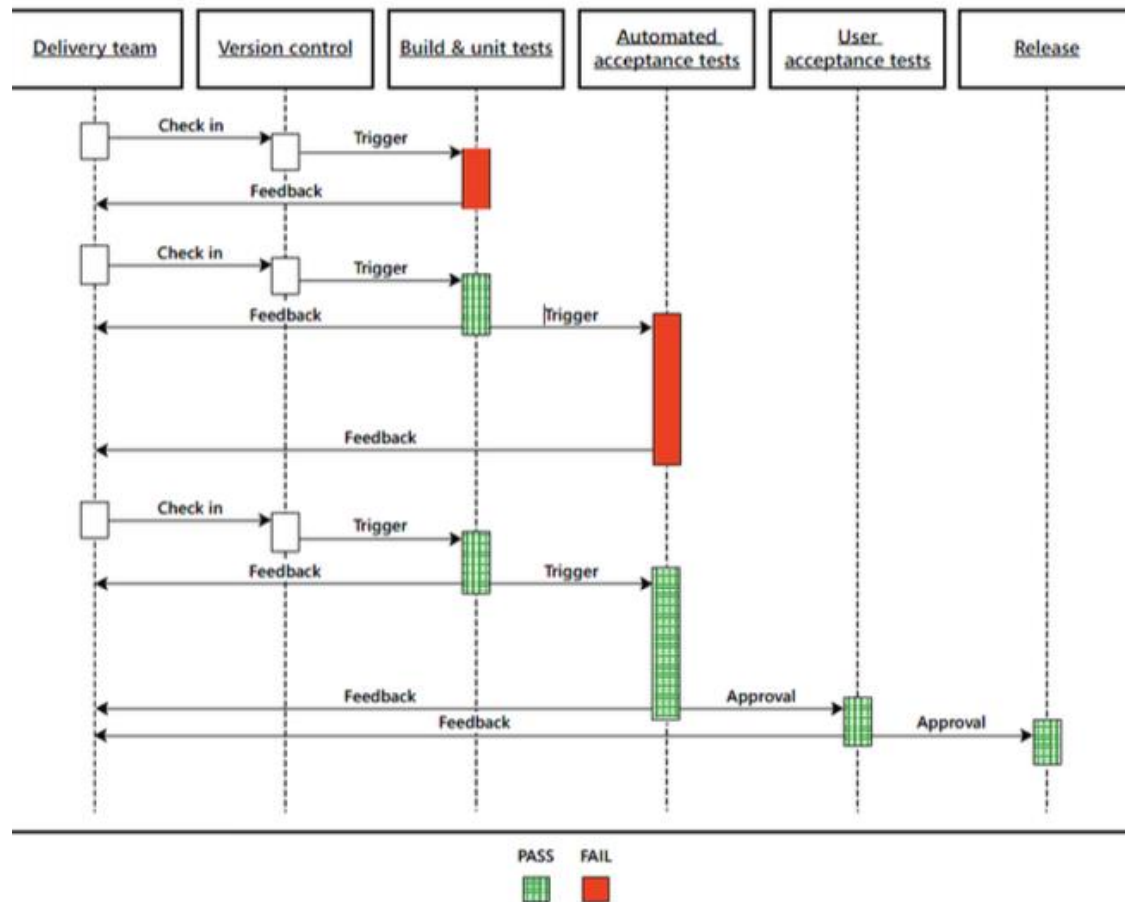 Delivery team
Version control
Build & unit tests
Automated
acceptance tests
User
acceptance tests
Release
Check in
Trigger
Feedback
Check in
Trigger
Feedback
Trigger
Feedback
Check in
Trigger
Feedback
Trigger
Feedback
Approval
Feedback
Approval
PASS
FAIL